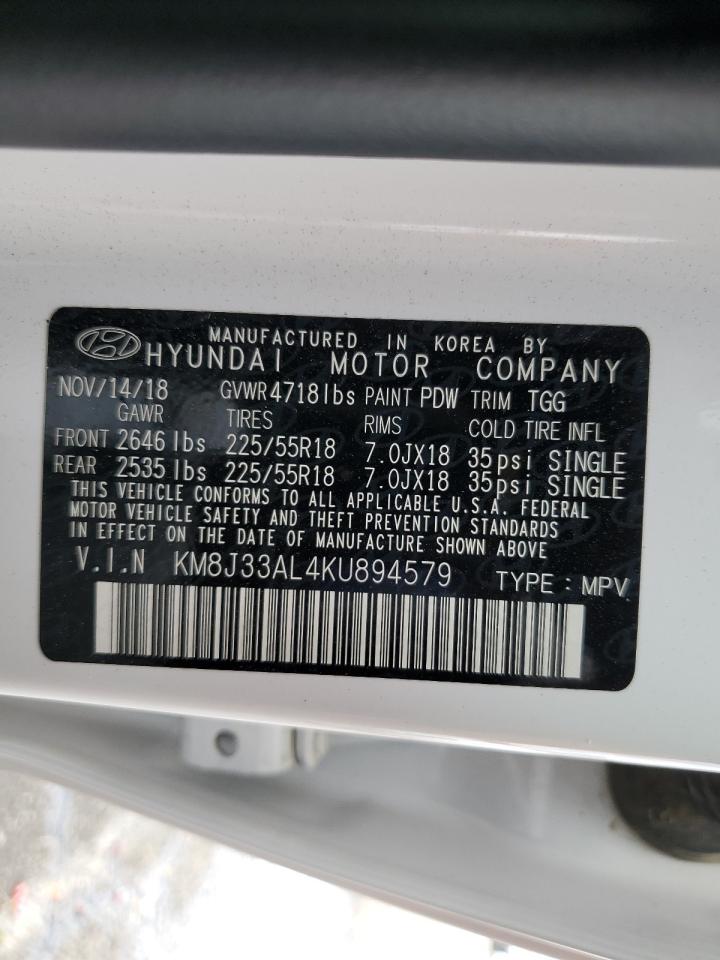 MANUFACTURED IN KOREA BY
HYUNDAI MOTOR COMPANY
NOV/14/18 GVWR 4718lbs PAINT PDW TRIM TGG
GAWR TIRES RIMS COLD TIRE INFL
FRONT 2646 lbs 225/55R18 7.0JX18 35psi SINGLE
REAR 2535 lbs 225/55R18 7.0JX18 35psi SINGLE
THIS VEHICLE CONFORMS TO ALL APPLICABLE U.S.A. FEDERAL
MOTOR VEHICLE SAFETY AND THEFT PREVENTION STANDARDS
IN EFFECT ON THE DATE OF MANUFACTURE SHOWN ABOVE
V.I.N KM8J33AL4KU894579 TYPE : MPV